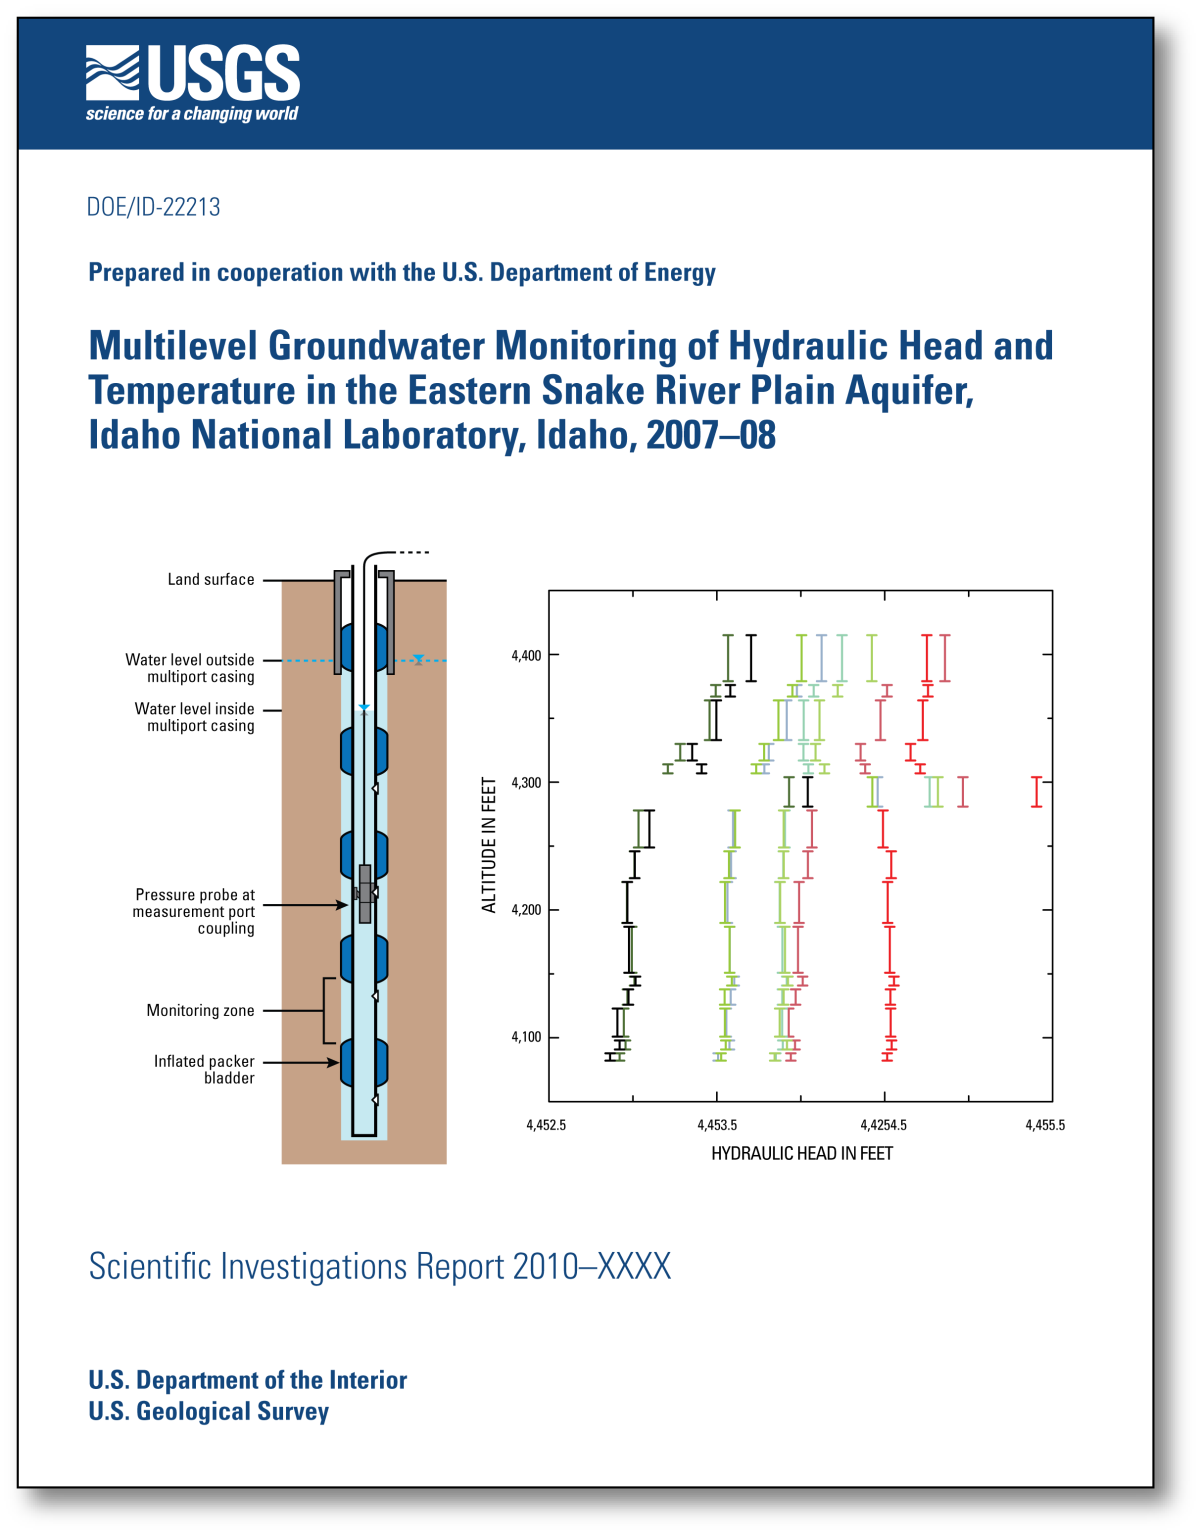 USGS
science for a changing world
DOE/ID-22213
Prepared in cooperation with the U.S. Department of Energy
Multilevel Groundwater Monitoring of Hydraulic Head and
Temperature in the Eastern Snake River Plain Aquifer,
Idaho National Laboratory, Idaho, 2007–08
Land surface
Water level outside
multiport casing
Water level inside
multiport casing
Pressure probe at
measurement port
coupling
Monitoring zone
Inflated packer
bladder
ALTITUDE IN FEET
4,400
4,300
4,200
4,100
4,452.5
4,453.5
4,4254.5
4,455.5
HYDRAULIC HEAD IN FEET
Scientific Investigations Report 2010–XXXX
U.S. Department of the Interior
U.S. Geological Survey